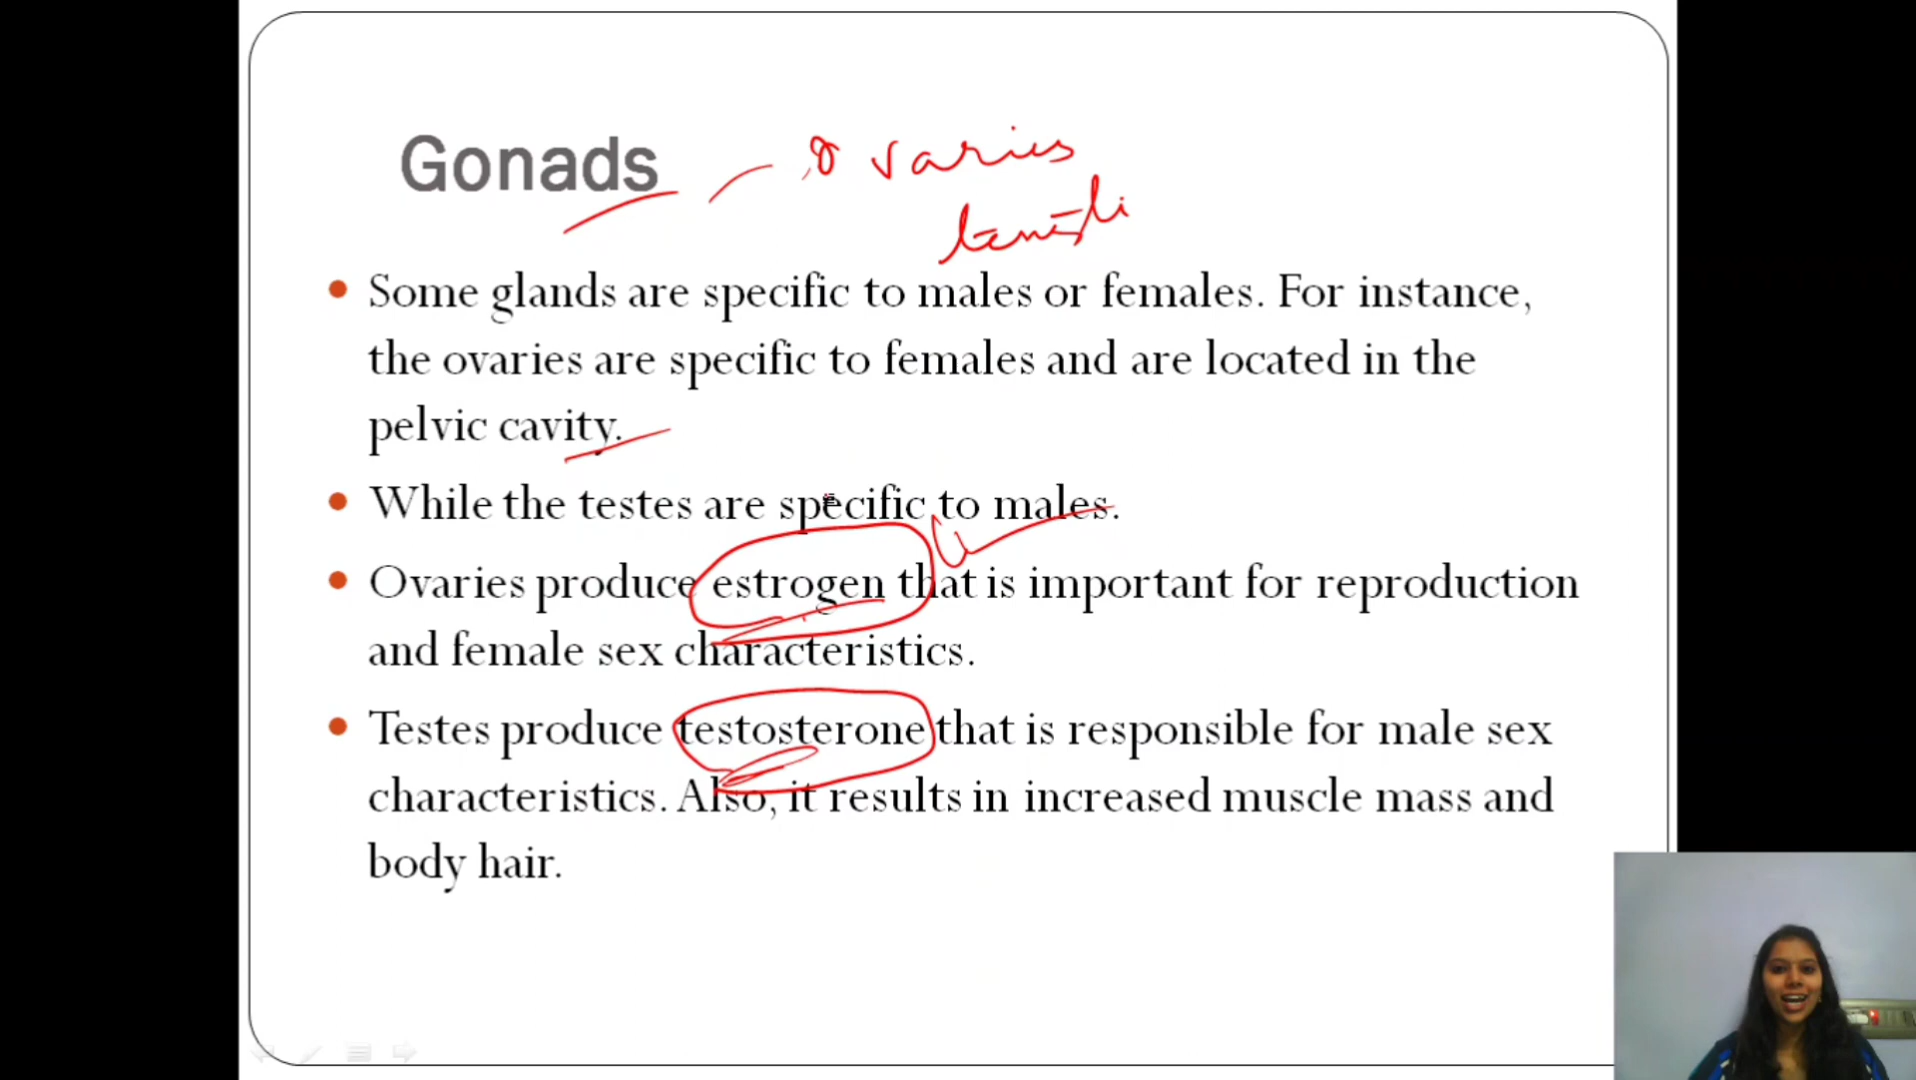 Gonads
ovaries
Some glands are specific to males or females. For instance,
the ovaries are specific to females and are located in the
pelvic cavity.
While the testes are specific to males.
Ovaries produce estrogen that is important for reproduction
and female sex characteristics.
Testes produce testosterone that is responsible for male sex
characteristics. Also, it results in increased muscle mass and
body hair.